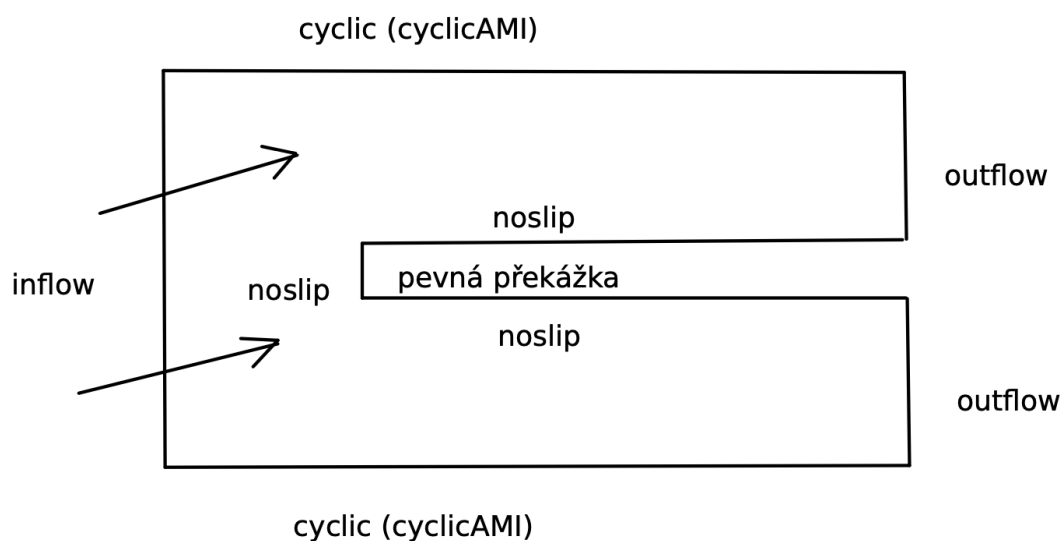 cyclic (cyclicAMI)
outflow
noslip
inflow
noslip
pevná překážka
noslip
outflow
cyclic (cyclicAMI)